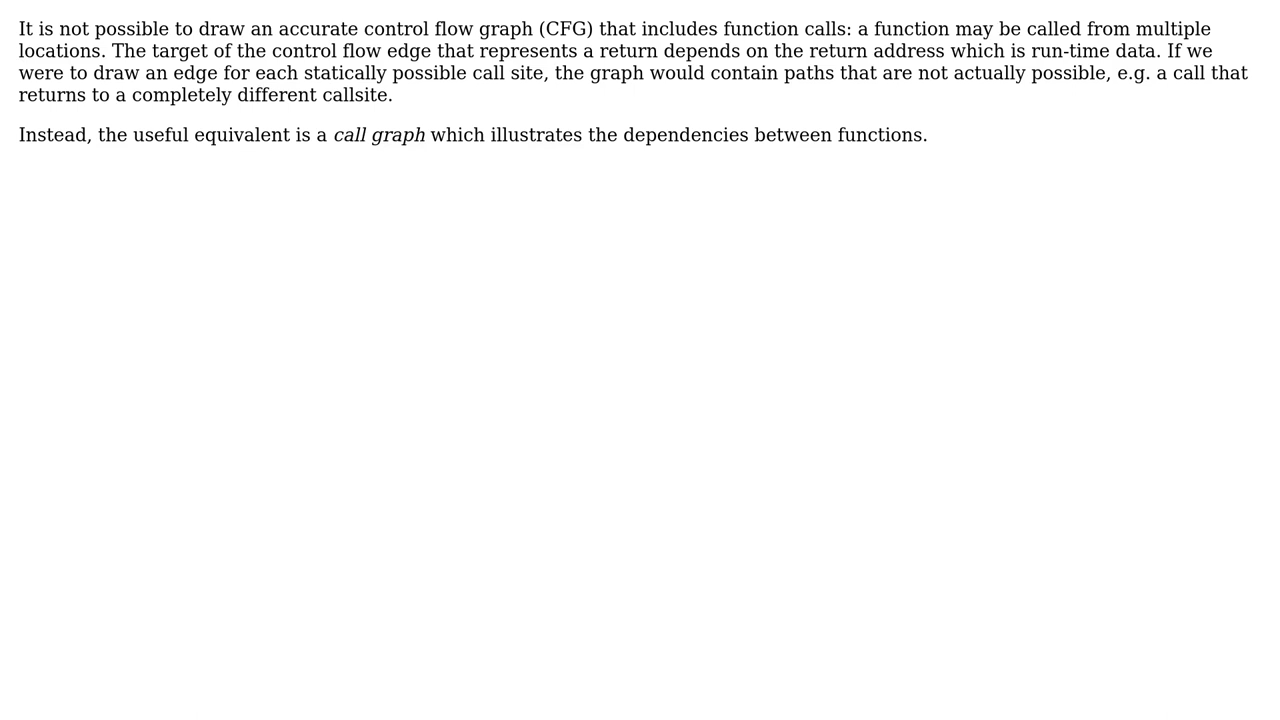 It is not possible to draw an accurate control flow graph (CFG) that includes function calls: a function may be called from multiple
locations. The target of the control flow edge that represents a return depends on the return address which is run-time data. If we
were to draw an edge for each statically possible call site, the graph would contain paths that are not actually possible, e.g. a call that
returns to a completely different callsite.
Instead, the useful equivalent is a call graph which illustrates the dependencies between functions.